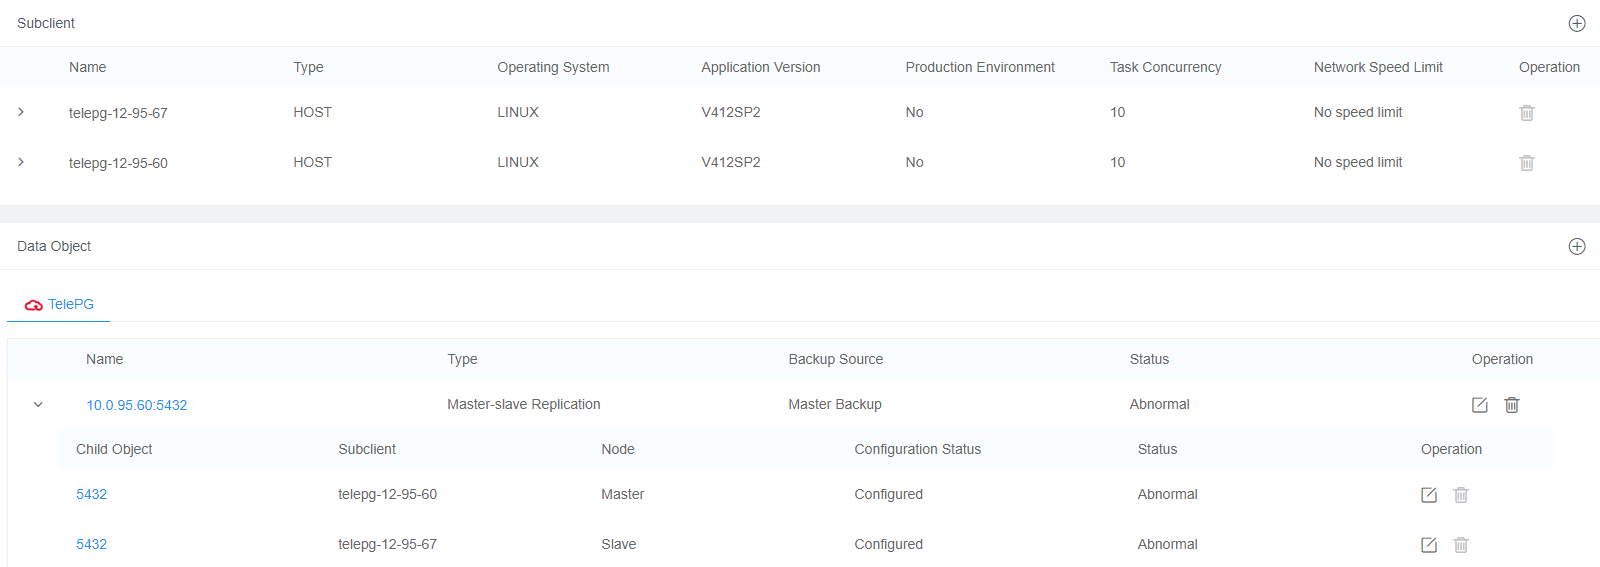 Subclient
Name Type Operating System Application Version Production Environment Task Concurrency Network Speed Limit Operation
telepg-12-95-67 HOST LINUX V412SP2 No 10 No speed limit
telepg-12-95-60 HOST LINUX V412SP2 No 10 No speed limit
Data Object
TelePG
Name Type Backup Source Status Operation
10.0.95.60:5432 Master-slave Replication Master Backup Abnormal
Child Object Subclient Node Configuration Status Status Operation
5432 telepg-12-95-60 Master Configured Abnormal
5432 telepg-12-95-67 Slave Configured Abnormal